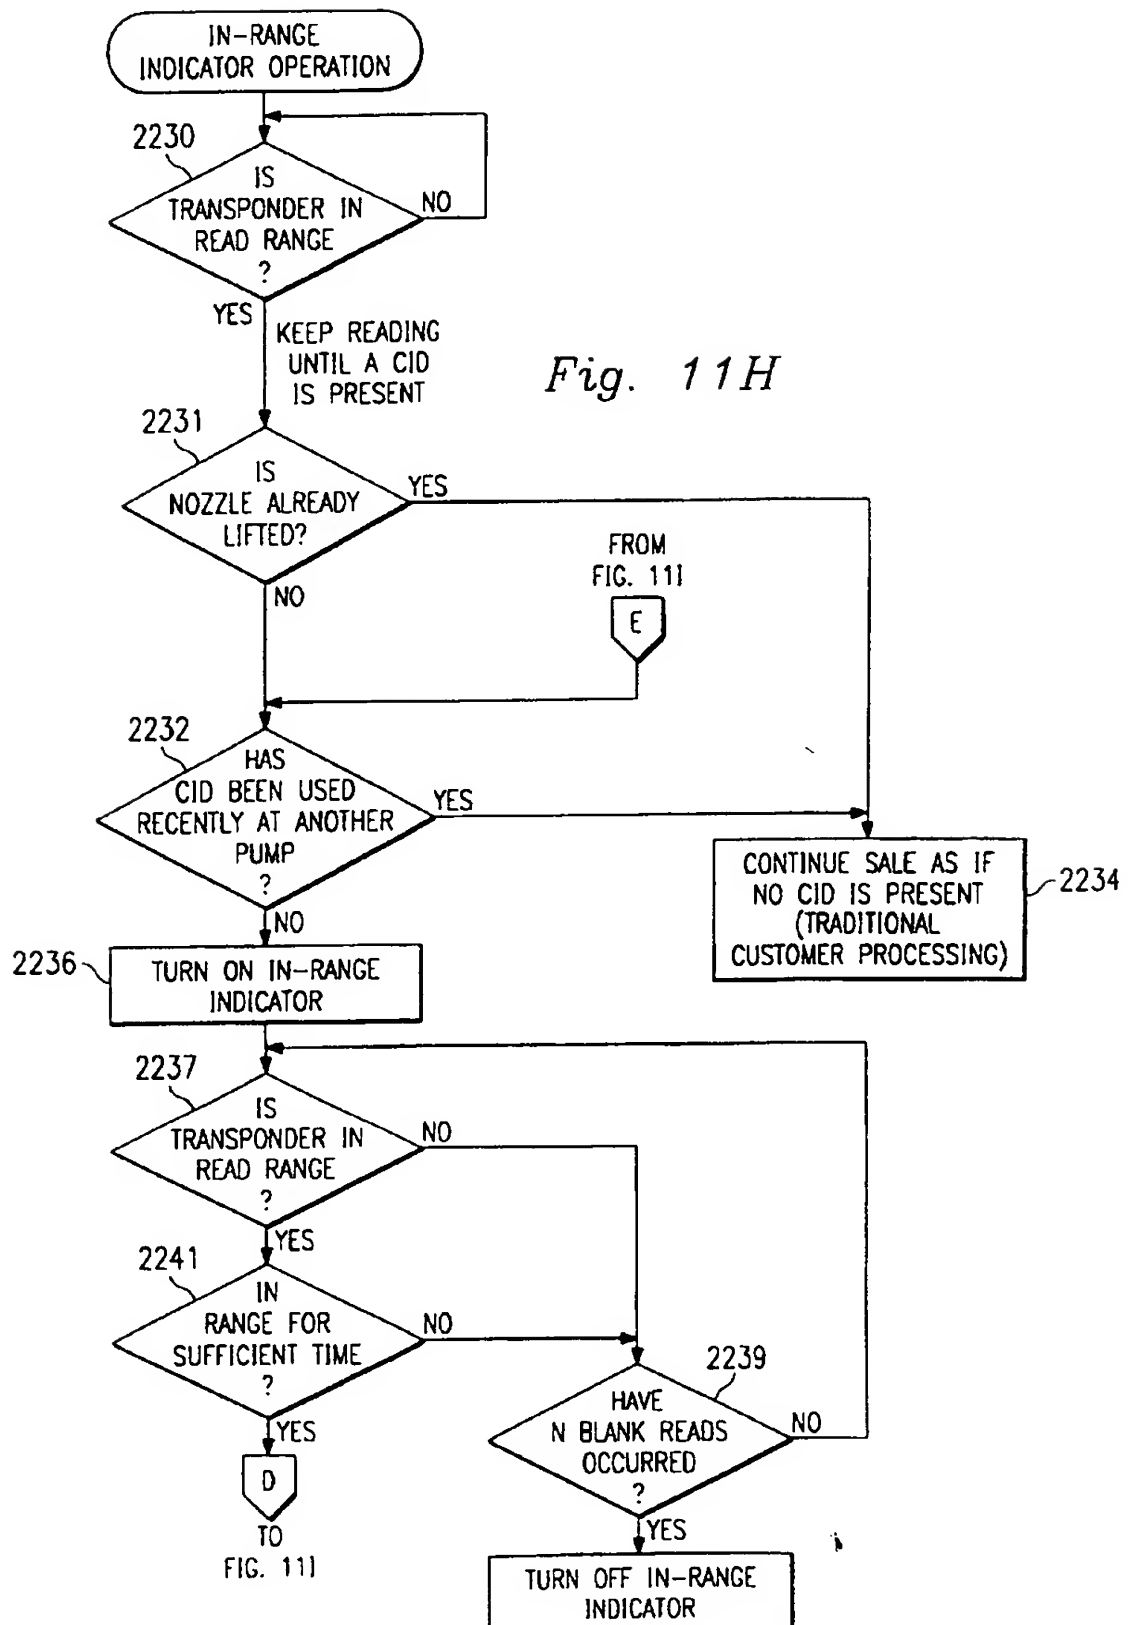 IN-RANGE
INDICATOR OPERATION
2230
IS
TRANSPONDER IN
READ RANGE
?
NO
YES
KEEP READING
UNTIL A CID
IS PRESENT
Fig. 11H
2231
IS
NOZZLE ALREADY
LIFTED?
YES
NO
FROM
FIG. 11I
E
2232
HAS
CID BEEN USED
RECENTLY AT ANOTHER
PUMP
?
YES
NO
CONTINUE SALE AS IF
NO CID IS PRESENT
(TRADITIONAL
CUSTOMER PROCESSING)
2234
2236
TURN ON IN-RANGE
INDICATOR
2237
IS
TRANSPONDER IN
READ RANGE
?
NO
YES
2241
IN
RANGE FOR
SUFFICIENT TIME
?
NO
YES
D
TO
FIG. 11I
2239
HAVE
N BLANK READS
OCCURRED
?
NO
YES
TURN OFF IN-RANGE
INDICATOR